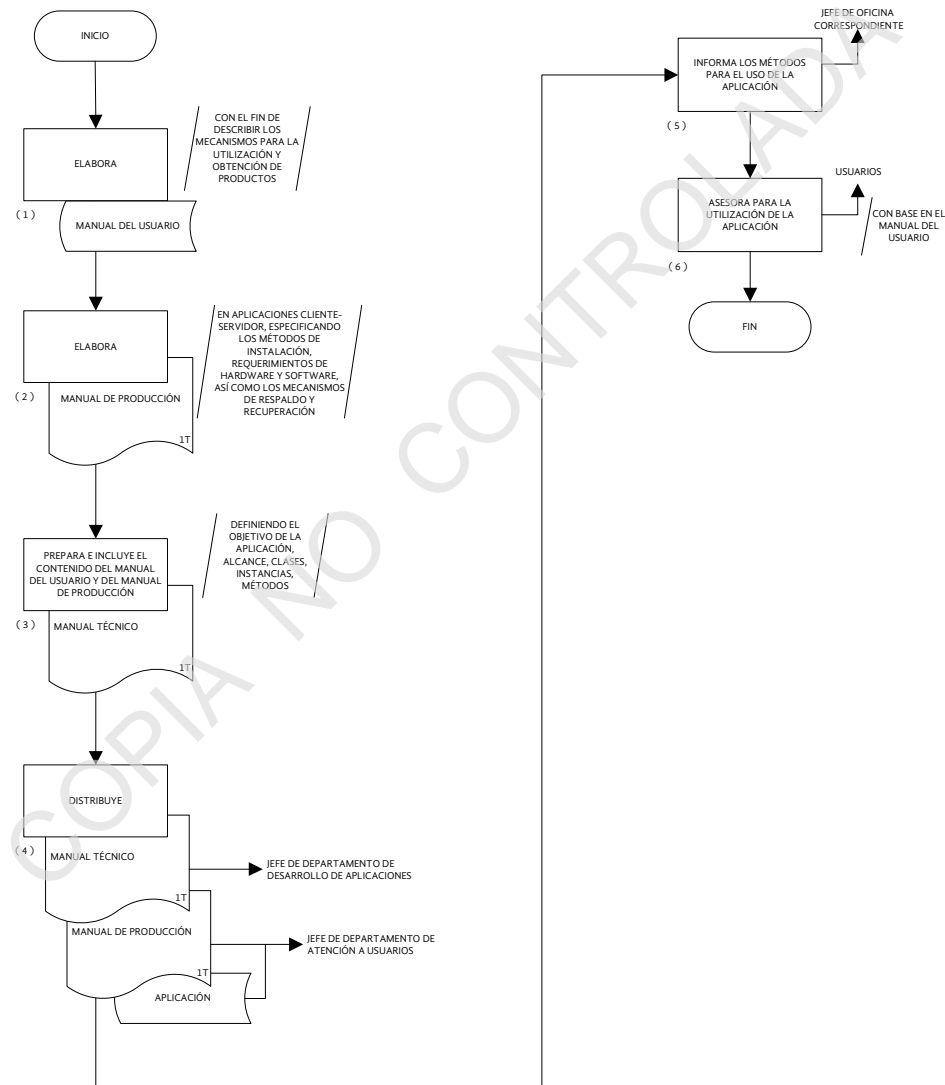 INICIO
ELABORA
CON EL FIN DE
DESCRIBIR LOS
MECANISMOS PARA LA
UTILIZACIÓN Y
OBTENCIÓN DE
PRODUCTOS
( 1 )
MANUAL DEL USUARIO
ELABORA
EN APLICACIONES CLIENTE-
SERVIDOR, ESPECIFICANDO
LOS MÉTODOS DE
INSTALACIÓN,
REQUERIMIENTOS DE
HARDWARE Y SOFTWARE,
ASÍ COMO LOS MECANISMOS
DE RESPALDO Y
RECUPERACIÓN
( 2 )
MANUAL DE PRODUCCIÓN
1T
PREPARA E INCLUYE EL
CONTENIDO DEL MANUAL
DEL USUARIO Y DEL MANUAL
DE PRODUCCIÓN
DEFINIENDO EL
OBJETIVO DE LA
APLICACIÓN,
ALCANCE, CLASES,
INSTANCIAS,
MÉTODOS
( 3 )
MANUAL TÉCNICO
1T
DISTRIBUYE
( 4 )
MANUAL TÉCNICO
1T
JEFE DE DEPARTAMENTO DE
DESARROLLO DE APLICACIONES
MANUAL DE PRODUCCIÓN
1T
JEFE DE DEPARTAMENTO DE
ATENCIÓN A USUARIOS
APLICACIÓN
JEFE DE OFICINA
CORRESPONDIENTE
INFORMA LOS MÉTODOS
PARA EL USO DE LA
APLICACIÓN
( 5 )
USUARIOS
ASESORA PARA LA
UTILIZACIÓN DE LA
APLICACIÓN
CON BASE EN EL
MANUAL DEL
USUARIO
( 6 )
FIN
COPIA NO CONTROLADA